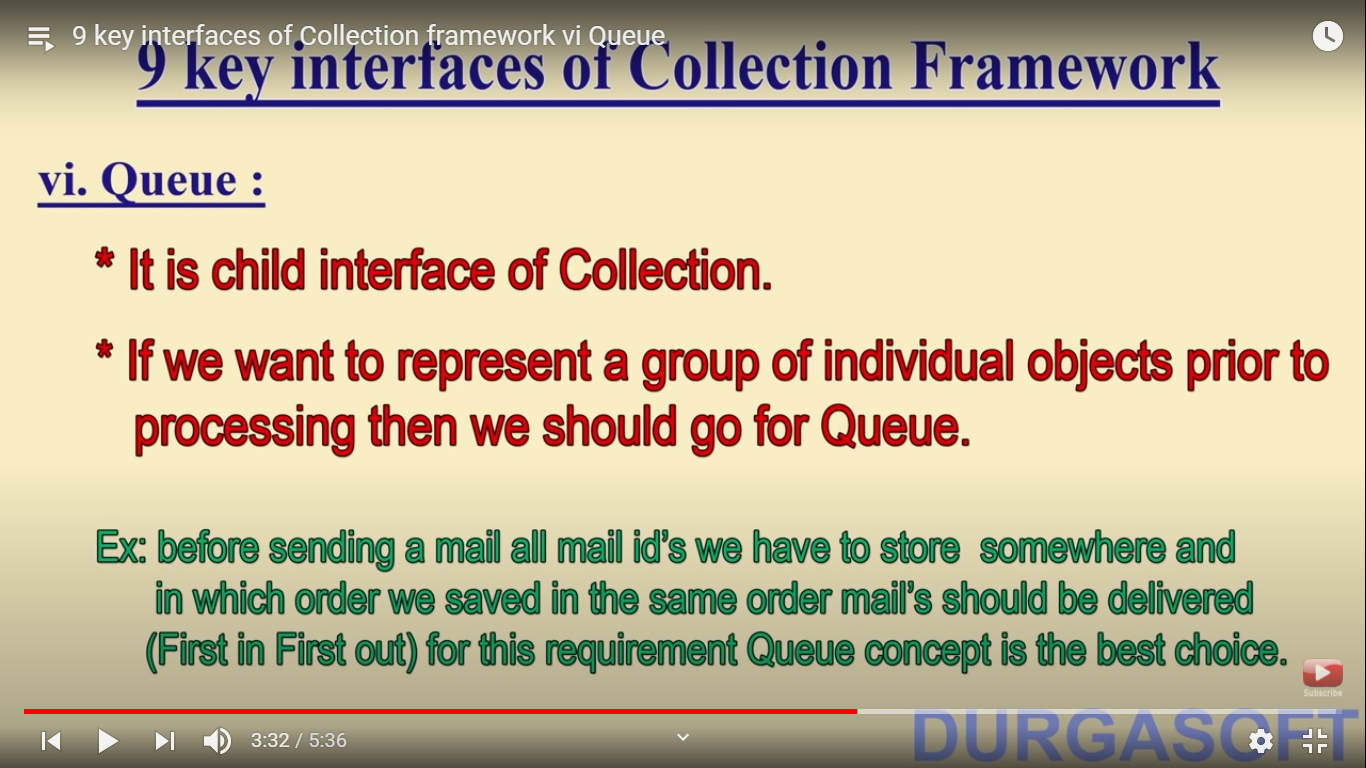 9 key interfaces of Collection framework vi Queue
9 key interfaces of Collection Framework
vi. Queue :
* It is child interface of Collection.
* If we want to represent a group of individual objects prior to
processing then we should go for Queue.
Ex: before sending a mail all mail id's we have to store somewhere and
in which order we saved in the same order mail's should be delivered
(First in First out) for this requirement Queue concept is the best choice.
Subscribe
3:32 / 5:36
DURGASOFT